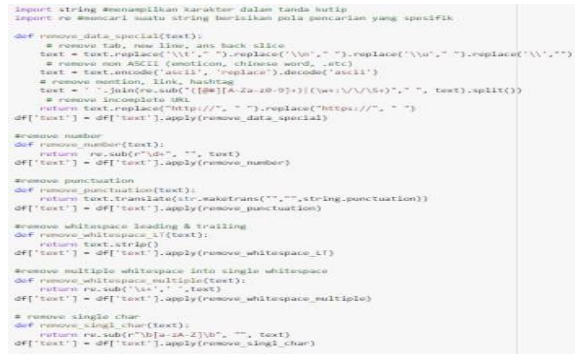 import string #menampilkan karakter dalam tanda kutip
import re #mencari suatu string berisikan pola pencarian yang spesifik
def remove_data_special(text):
# remove tab, new line, ans back slice
text = text.replace('\\t'," ").replace('\\n'," ").replace('\\u'," ").replace('\\',"")
# remove non ASCII (emoticon, chinese word, .etc)
text = text.encode('ascii', 'replace').decode('ascii')
# remove mention, link, hashtag
text = ' '.join(re.sub("([@#][A-Za-z0-9]+)|(\w+:\/\/\S+)"," ", text).split())
# remove incomplete URL
return text.replace("http://", " ").replace("https://", " ")
df['text'] = df['text'].apply(remove_data_special)
#remove number
def remove_number(text):
return re.sub(r"\d+", "", text)
df['text'] = df['text'].apply(remove_number)
#remove punctuation
def remove_punctuation(text):
return text.translate(str.maketrans("","",string.punctuation))
df['text'] = df['text'].apply(remove_punctuation)
#remove whitespace leading & trailing
def remove_whitespace_LT(text):
return text.strip()
df['text'] = df['text'].apply(remove_whitespace_LT)
#remove multiple whitespace into single whitespace
def remove_whitespace_multiple(text):
return re.sub('\s+',' ',text)
df['text'] = df['text'].apply(remove_whitespace_multiple)
# remove single char
def remove_singl_char(text):
return re.sub(r"\b[a-zA-Z]\b", "", text)
df['text'] = df['text'].apply(remove_singl_char)